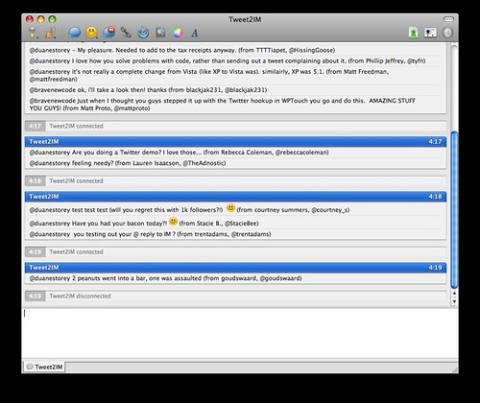 Tweet2IM
@duanestorey - My pleasure. Needed to add to the tax receipts anyway. (from TTTTiapet, @HissingGoose)
@duanestorey I love how you solve problems with code, rather than sending out a tweet complaining about it. (from Phillip Jeffrey, @tyfn)
@duanestorey it's not really a complete change from Vista (like XP to Vista was). similarly, XP was 5.1. (from Matt Freedman,
@mattfreedman)
@bravenewcode ok, i'll take a look then! thanks (from blackjak231, @blackjak231)
@bravenewcode Just when I thought you guys stepped it up with the Twitter hookup in WPTouch you go and do this. AMAZING STUFF
YOU GUYS! (from Matt Proto, @mattproto)
4:17 Tweet2IM connected
Tweet2IM 4:17
@duanestorey Are you doing a Twitter demo? I love those... (from Rebecca Coleman, @rebeccacoleman)
@duanestorey feeling needy? (from Lauren Isaacson, @TheAdnostic)
4:18 Tweet2IM connected
Tweet2IM 4:18
@duanestorey test test test (will you regret this with 1k followers?!) (from courtney summers, @courtney_s)
@duanestorey Have you had your bacon today?! (from Stacie B., @StacieBee)
@duanestorey you testing out your @ reply to IM ? (from trentadams, @trentadams)
4:19 Tweet2IM connected
Tweet2IM 4:19
@duanestorey 2 peanuts went into a bar, one was assaulted (from goudswaard, @goudswaard)
4:19 Tweet2IM disconnected
Tweet2IM